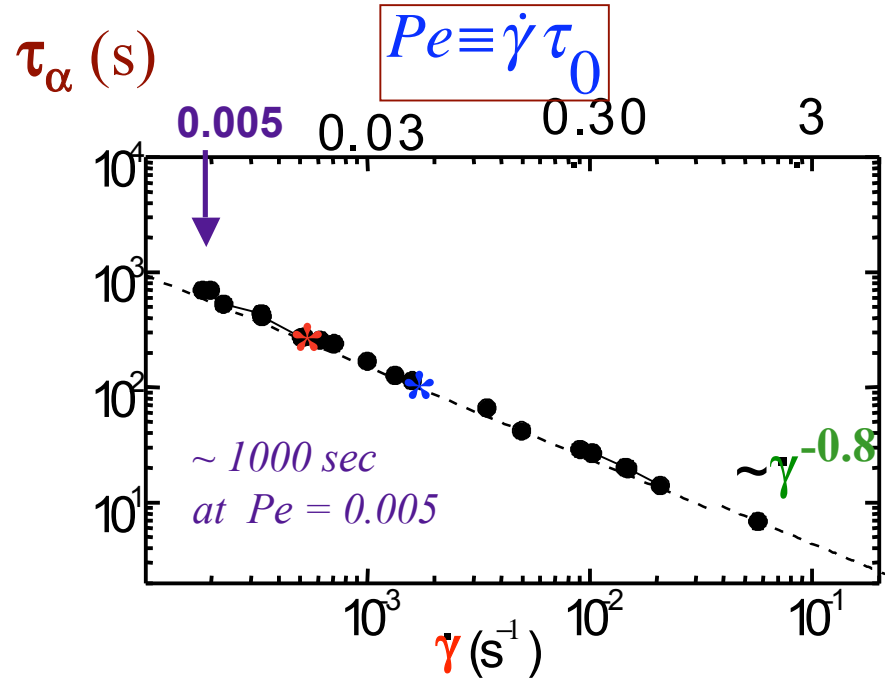 τα (s)
Pe≡γ̇ τ0
0.005 0.03 0.30 3
10^4
10^3
10^2
10^1
~ 1000 sec
at Pe = 0.005
~γ̇^-0.8
10^-3 10^-2 10^-1
γ̇ (s^-1)